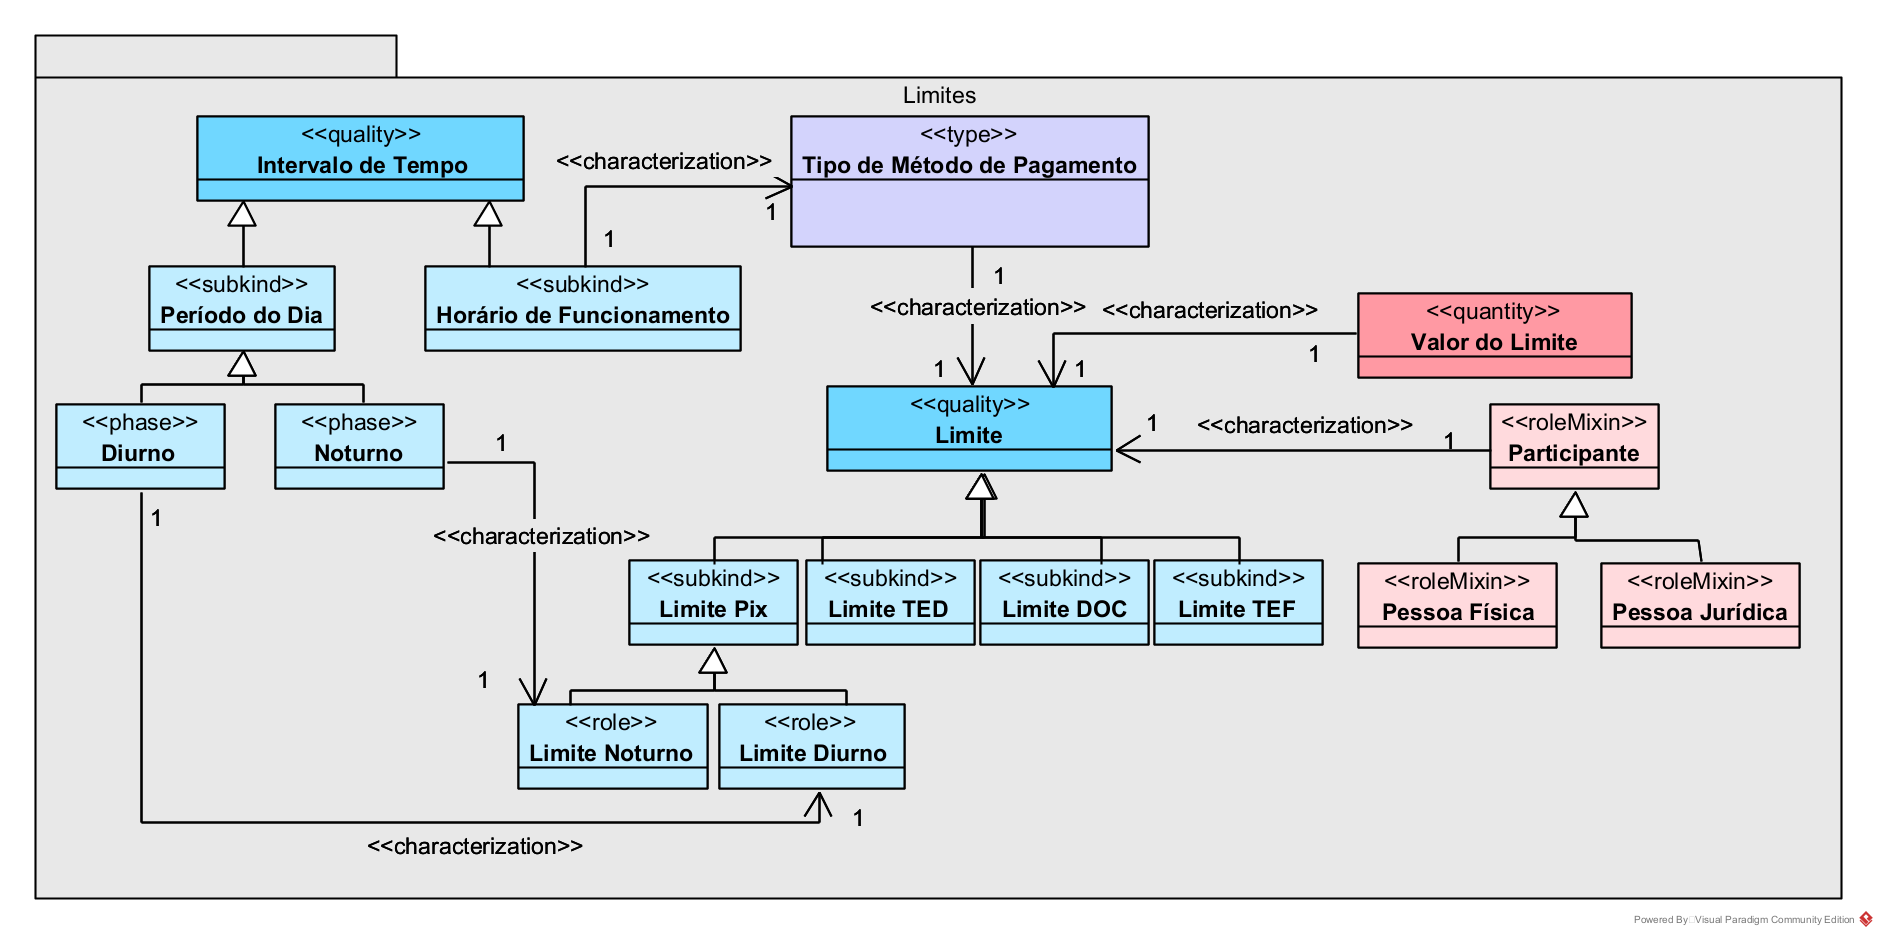 Limites
<<quality>>
Intervalo de Tempo
<<characterization>>
1
1
<<type>>
Tipo de Método de Pagamento
<<subkind>>
Período do Dia
<<subkind>>
Horário de Funcionamento
1
<<characterization>>
1
<<characterization>>
1
1
<<quantity>>
Valor do Limite
<<phase>>
Diurno
<<phase>>
Noturno
<<quality>>
Limite
1
<<characterization>>
1
<<roleMixin>>
Participante
1
1
<<characterization>>
1
<<subkind>>
Limite Pix
<<subkind>>
Limite TED
<<subkind>>
Limite DOC
<<subkind>>
Limite TEF
<<roleMixin>>
Pessoa Física
<<roleMixin>>
Pessoa Jurídica
<<role>>
Limite Noturno
<<role>>
Limite Diurno
1
<<characterization>>
Powered By Visual Paradigm Community Edition